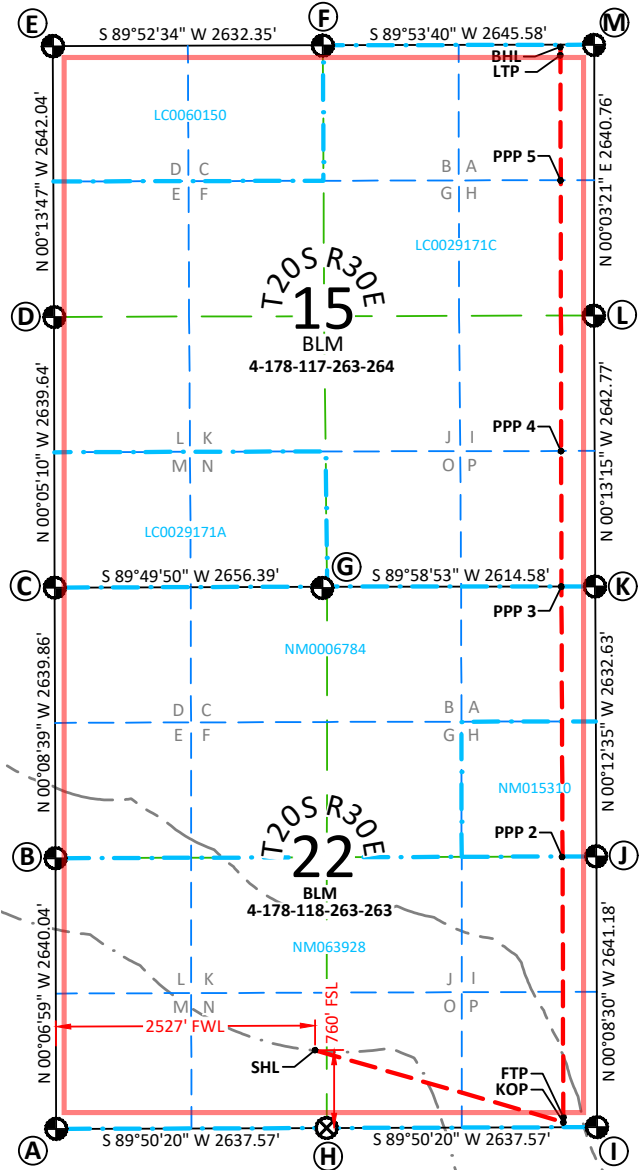 E
S 89°52'34" W 2632.35'
F
S 89°53'40" W 2645.58'
M
BHL
LTP
LC0060150
N 00°13'47" W 2642.04'
N 00°03'21" E 2640.76'
D C
E F
B A
G H
PPP 5
LC0029171C
T20S R30E
15
BLM
4-178-117-263-264
D
L
N 00°05'10" W 2639.64'
N 00°13'15" W 2642.77'
L K
M N
J I
O P
PPP 4
LC0029171A
C
S 89°49'50" W 2656.39'
G
S 89°58'53" W 2614.58'
K
PPP 3
NM0006784
N 00°08'39" W 2639.86'
N 00°12'35" W 2632.63'
D C
E F
B A
G H
NM015310
T20S R30E
22
BLM
4-178-118-263-263
PPP 2
B
J
NM063928
N 00°06'59" W 2640.04'
N 00°08'30" W 2641.18'
L K
M N
J I
O P
2527' FWL
760' FSL
SHL
FTP
KOP
A
S 89°50'20" W 2637.57'
H
S 89°50'20" W 2637.57'
I